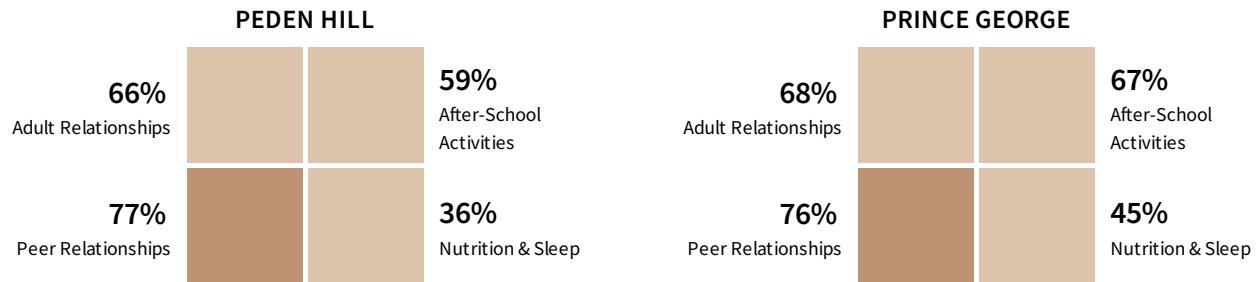 PEDEN HILL
66%
Adult Relationships
59%
After-School
Activities
77%
Peer Relationships
36%
Nutrition & Sleep
PRINCE GEORGE
68%
Adult Relationships
67%
After-School
Activities
76%
Peer Relationships
45%
Nutrition & Sleep